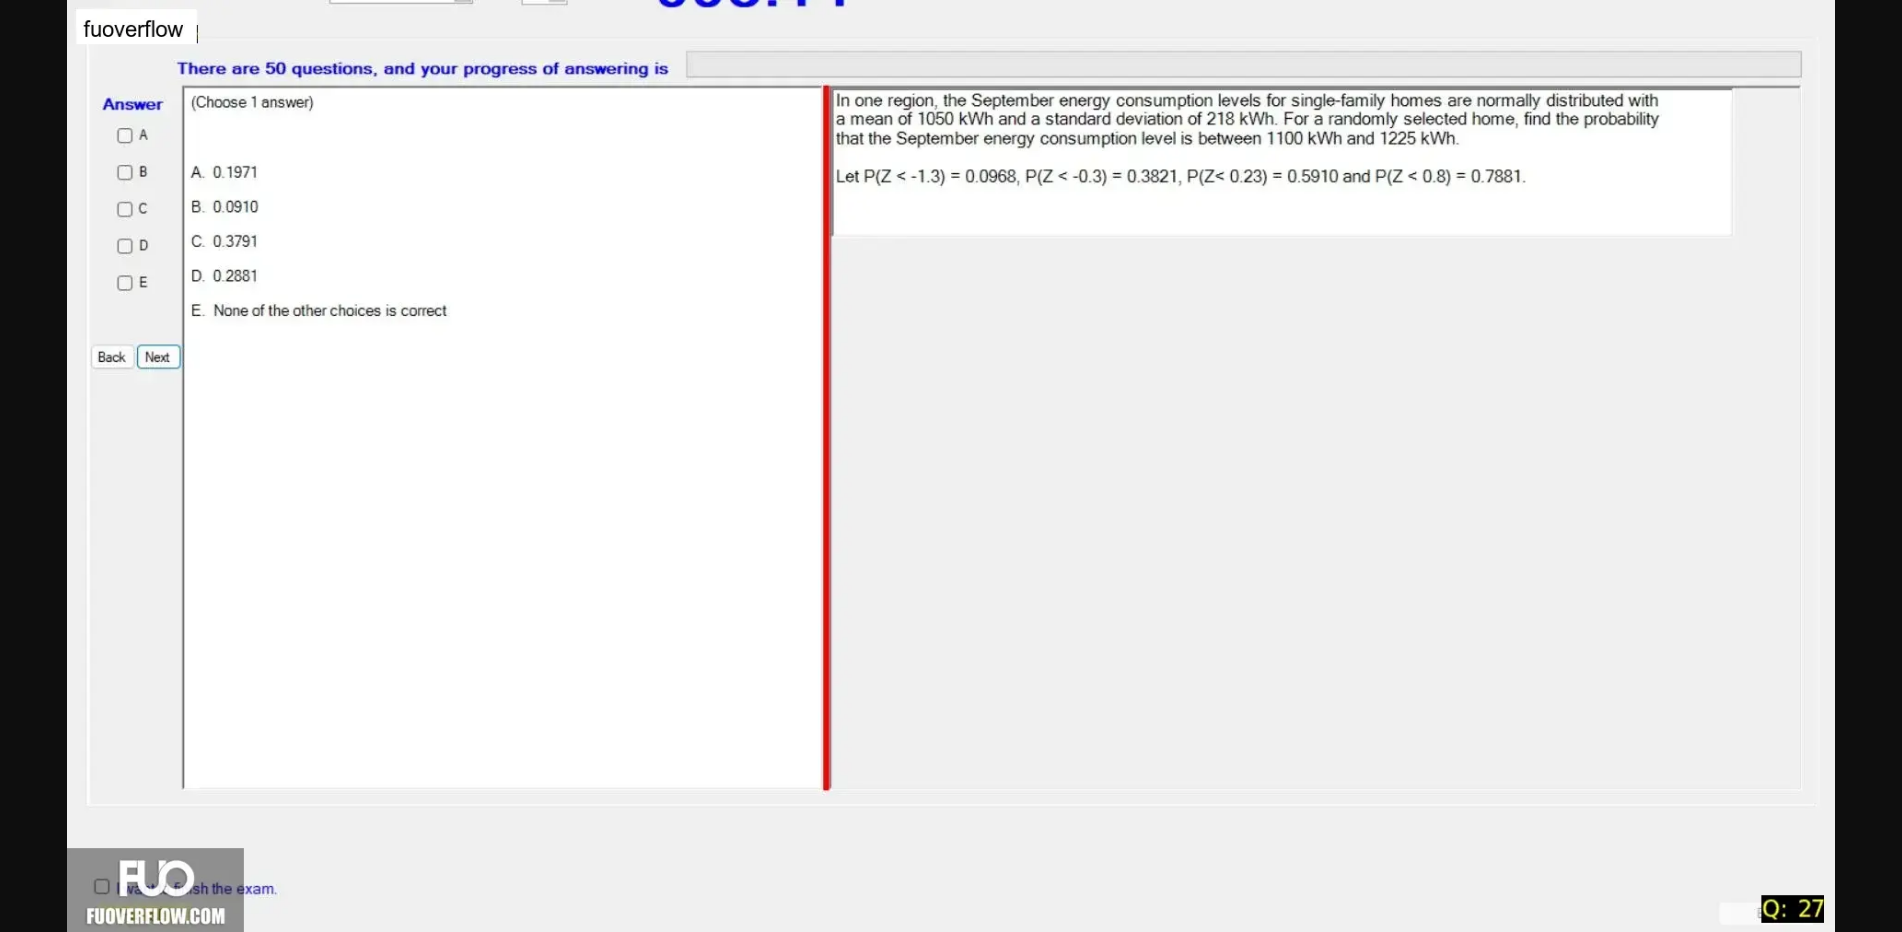 fuoverflow
There are 50 questions, and your progress of answering is
Answer
A
B
C
D
E
Back Next
(Choose 1 answer)
A. 0.1971
B. 0.0910
C. 0.3791
D. 0.2881
E. None of the other choices is correct
In one region, the September energy consumption levels for single-family homes are normally distributed with
a mean of 1050 kWh and a standard deviation of 218 kWh. For a randomly selected home, find the probability
that the September energy consumption level is between 1100 kWh and 1225 kWh.
Let P(Z < -1.3) = 0.0968, P(Z < -0.3) = 0.3821, P(Z< 0.23) = 0.5910 and P(Z < 0.8) = 0.7881.
FUO
the exam.
FUOVERFLOW.COM
Q: 27